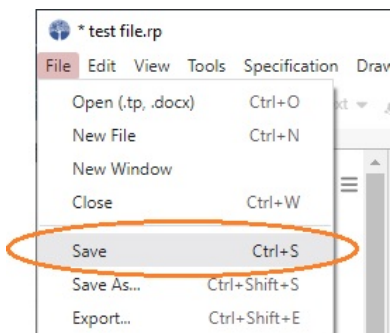 * test file.rp
File Edit View Tools Specification Draw
Open (.tp, .docx) Ctrl+O
New File Ctrl+N
New Window
Close Ctrl+W
Save Ctrl+S
Save As... Ctrl+Shift+S
Export... Ctrl+Shift+E